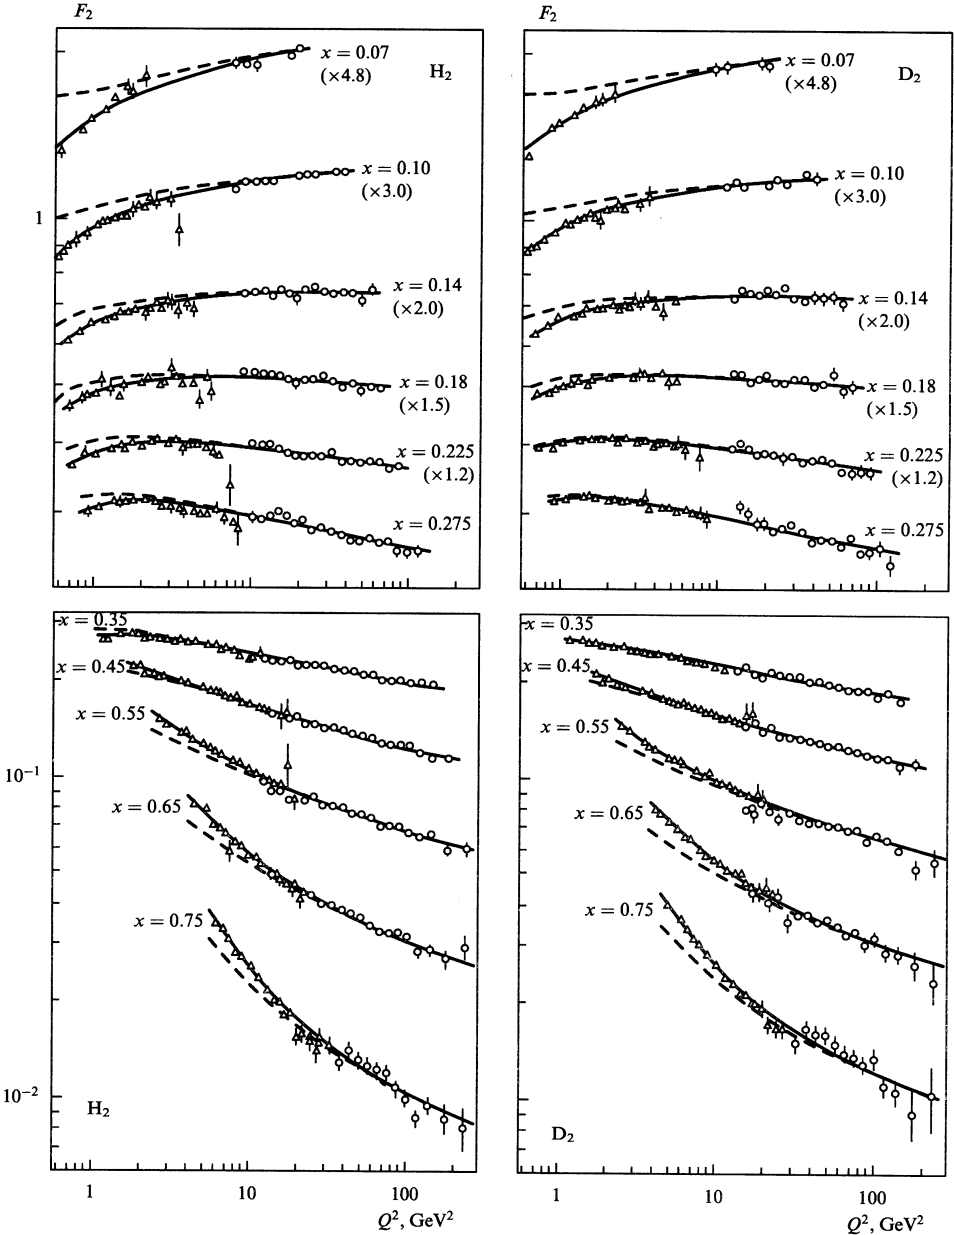 F₂
x = 0.07
(×4.8)
H₂
x = 0.10
(×3.0)
1
x = 0.14
(×2.0)
x = 0.18
(×1.5)
x = 0.225
(×1.2)
x = 0.275
F₂
x = 0.07
(×4.8)
D₂
x = 0.10
(×3.0)
x = 0.14
(×2.0)
x = 0.18
(×1.5)
x = 0.225
(×1.2)
x = 0.275
x = 0.35
x = 0.45
x = 0.55
10⁻¹
x = 0.65
x = 0.75
10⁻²
H₂
1 10 100
Q², GeV²
x = 0.35
x = 0.45
x = 0.55
x = 0.65
x = 0.75
D₂
1 10 100
Q², GeV²